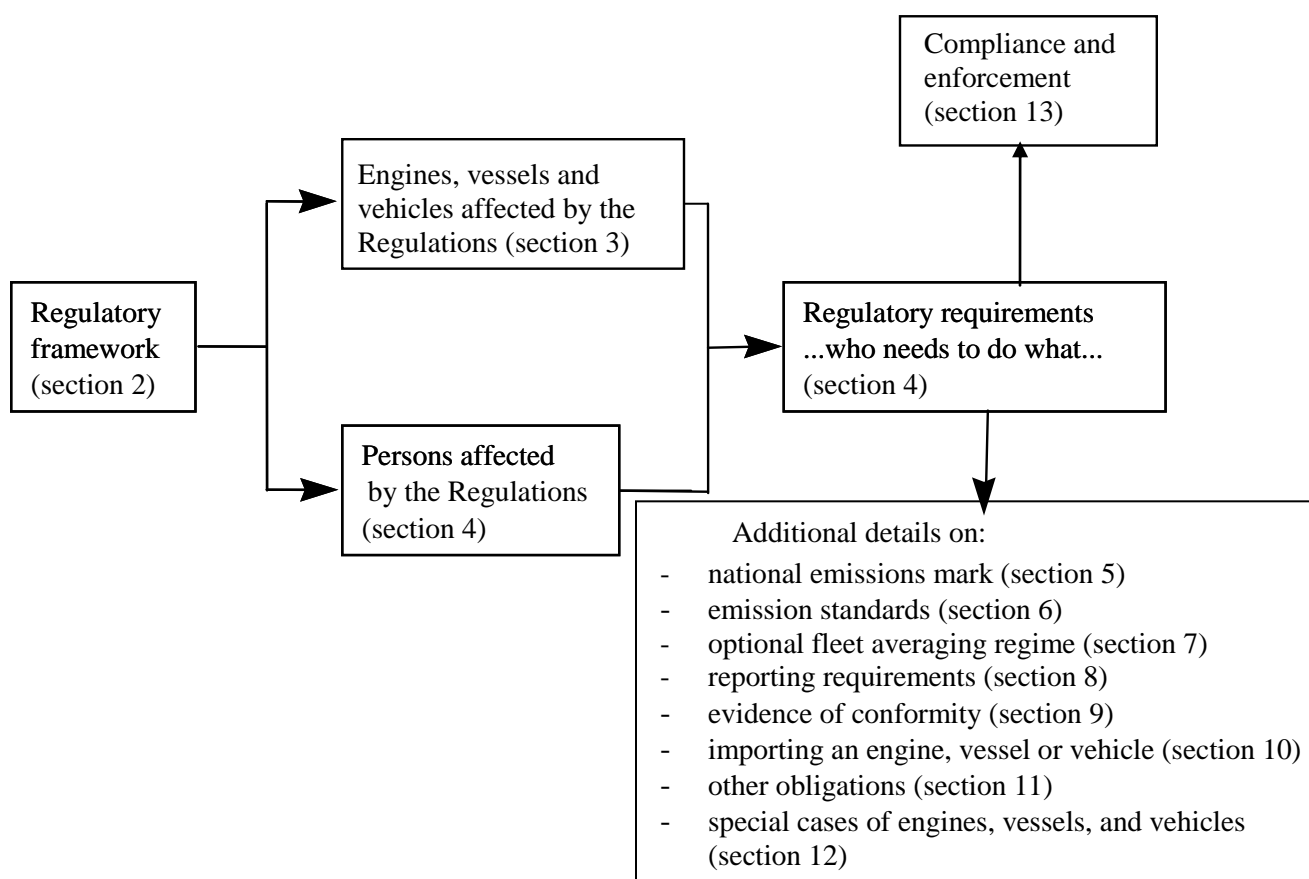 Compliance and
enforcement
(section 13)
Engines, vessels and
vehicles affected by the
Regulations (section 3)
Regulatory
framework
(section 2)
Regulatory requirements
...who needs to do what...
(section 4)
Persons affected
by the Regulations
(section 4)
Additional details on:
- national emissions mark (section 5)
- emission standards (section 6)
- optional fleet averaging regime (section 7)
- reporting requirements (section 8)
- evidence of conformity (section 9)
- importing an engine, vessel or vehicle (section 10)
- other obligations (section 11)
- special cases of engines, vessels, and vehicles
(section 12)